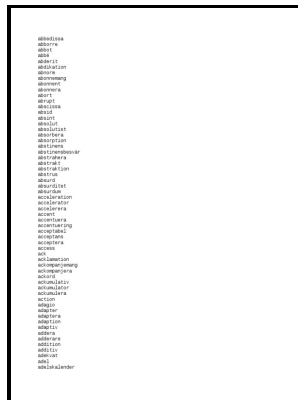 abbedissa
abborre
abbot
abbé
abderit
abdikation
abnorm
abonnemang
abonnent
abonnera
abort
abrupt
abscissa
absid
absint
absolut
absolutist
absorbera
absorption
abstinens
abstinensbesvär
abstrahera
abstrakt
abstraktion
abstrus
absurd
absurditet
absurdum
acceleration
accelerator
accelerera
accent
accentuera
accentuering
acceptabel
acceptans
acceptera
access
ack
acklamation
ackompanjemang
ackompanjera
ackord
ackumulativ
ackumulator
ackumulera
action
adagio
adapter
adaptera
adaption
adaptiv
addera
adderare
addition
additiv
adekvat
adel
adelskalender